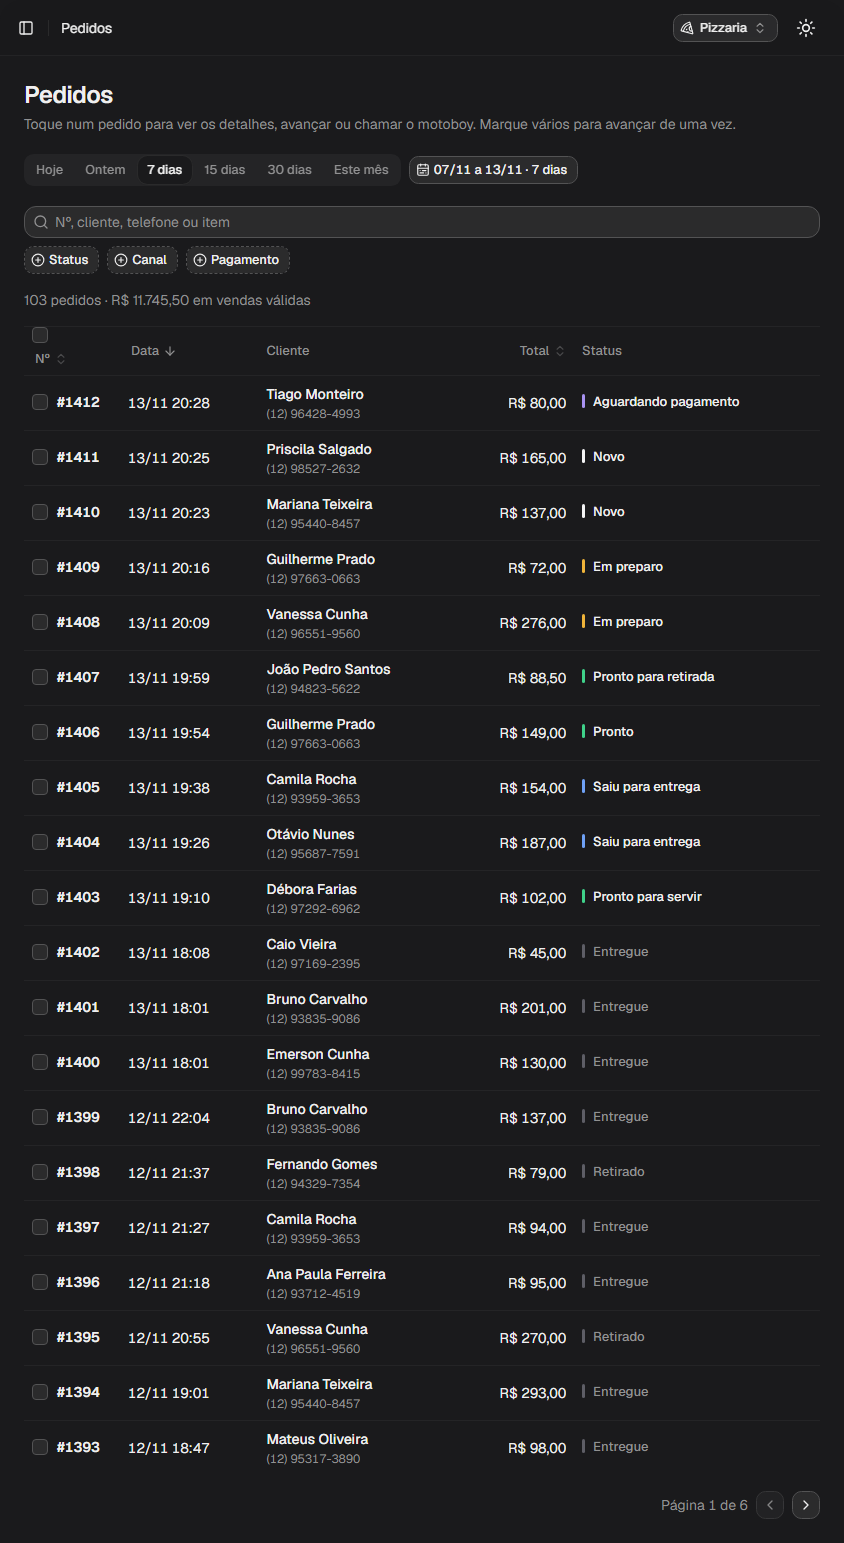 Pedidos
Pizzaria
Pedidos
Toque num pedido para ver os detalhes, avançar ou chamar o motoboy. Marque vários para avançar de uma vez.
Hoje Ontem 7 dias 15 dias 30 dias Este mês 07/11 a 13/11 · 7 dias
Nº, cliente, telefone ou item
Status Canal Pagamento
103 pedidos · R$ 11.745,50 em vendas válidas
Nº Data Cliente Total Status
#1412 13/11 20:28 Tiago Monteiro R$ 80,00 Aguardando pagamento
(12) 96428-4993
#1411 13/11 20:25 Priscila Salgado R$ 165,00 Novo
(12) 98527-2632
#1410 13/11 20:23 Mariana Teixeira R$ 137,00 Novo
(12) 95440-8457
#1409 13/11 20:16 Guilherme Prado R$ 72,00 Em preparo
(12) 97663-0663
#1408 13/11 20:09 Vanessa Cunha R$ 276,00 Em preparo
(12) 96551-9560
#1407 13/11 19:59 João Pedro Santos R$ 88,50 Pronto para retirada
(12) 94823-5622
#1406 13/11 19:54 Guilherme Prado R$ 149,00 Pronto
(12) 97663-0663
#1405 13/11 19:38 Camila Rocha R$ 154,00 Saiu para entrega
(12) 93959-3653
#1404 13/11 19:26 Otávio Nunes R$ 187,00 Saiu para entrega
(12) 95687-7591
#1403 13/11 19:10 Débora Farias R$ 102,00 Pronto para servir
(12) 97292-6962
#1402 13/11 18:08 Caio Vieira R$ 45,00 Entregue
(12) 97169-2395
#1401 13/11 18:01 Bruno Carvalho R$ 201,00 Entregue
(12) 93835-9086
#1400 13/11 18:01 Emerson Cunha R$ 130,00 Entregue
(12) 99783-8415
#1399 12/11 22:04 Bruno Carvalho R$ 137,00 Entregue
(12) 93835-9086
#1398 12/11 21:37 Fernando Gomes R$ 79,00 Retirado
(12) 94329-7354
#1397 12/11 21:27 Camila Rocha R$ 94,00 Entregue
(12) 93959-3653
#1396 12/11 21:18 Ana Paula Ferreira R$ 95,00 Entregue
(12) 93712-4519
#1395 12/11 20:55 Vanessa Cunha R$ 270,00 Retirado
(12) 96551-9560
#1394 12/11 19:01 Mariana Teixeira R$ 293,00 Entregue
(12) 95440-8457
#1393 12/11 18:47 Mateus Oliveira R$ 98,00 Entregue
(12) 95317-3890
Página 1 de 6